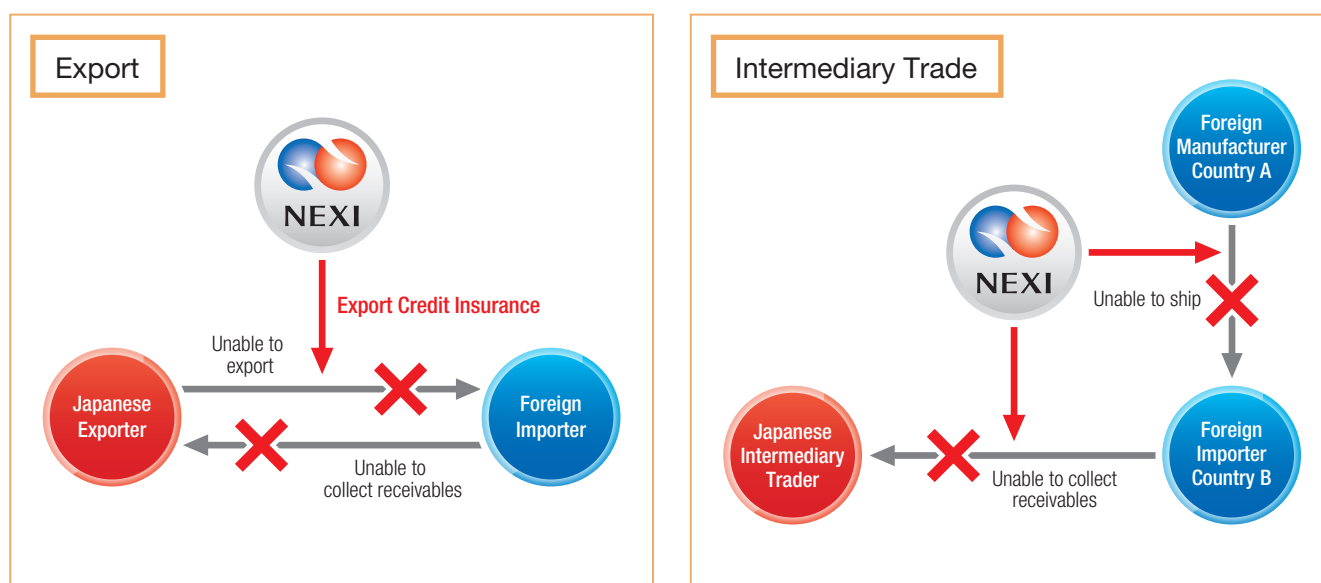 Export
NEXI
Export Credit Insurance
Unable to
export
Japanese
Exporter
Foreign
Importer
Unable to
collect receivables
Intermediary Trade
Foreign
Manufacturer
Country A
NEXI
Unable to ship
Japanese
Intermediary
Trader
Foreign
Importer
Country B
Unable to collect
receivables